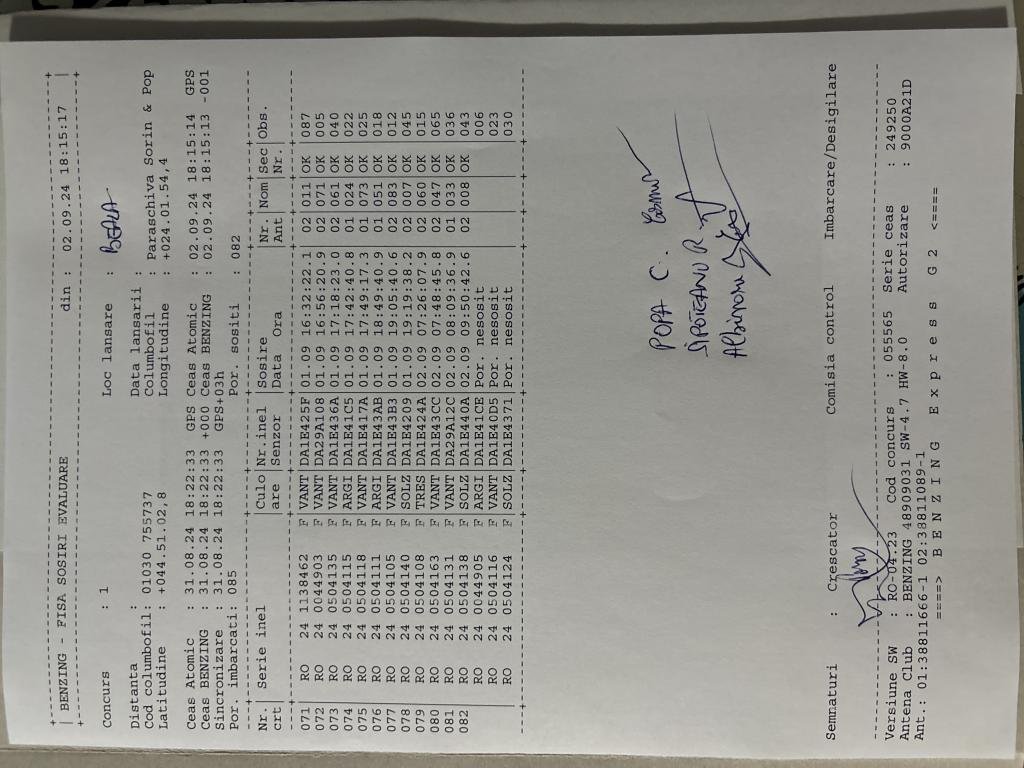 | BENZING - FISA SOSIRI EVALUARE din : 02.09.24 18:15:17 |
Concurs : 1 Loc lansare :
Distanta : Data lansarii :
Cod columbofil: 01030 755737 Columbofil : Paraschiva Sorin & Pop
Latitudine : +044.51.02,8 Longitudine : +024.01.54,4
Ceas Atomic : 31.08.24 18:22:33 GPS Ceas Atomic : 02.09.24 18:15:14 GPS
Ceas BENZING : 31.08.24 18:22:33 +000 Ceas BENZING : 02.09.24 18:15:13 -001
Sincronizare : 31.08.24 18:22:33 GPS+03h
Por. imbarcati: 085 Por. sositi : 082
Nr.| Serie inel |Culo|Nr.inel |Sosire |Nr.|Nom|Sec|Obs.
crt| |are |Senzor |Data Ora |Ant| |Nr.|
071| RO 24 1138462 F VANT|DA1E425F|01.09 16:32:22.1| 02|011|OK 087
072| RO 24 0044903 F VANT|DA29A108|01.09 16:56:20.9| 02|071|OK 005
073| RO 24 0504135 F VANT|DA1E436A|01.09 17:18:23.0| 02|061|OK 040
074| RO 24 0504115 F ARGI|DA1E41C5|01.09 17:42:40.8| 01|024|OK 022
075| RO 24 0504118 F VANT|DA1E417A|01.09 17:49:17.3| 01|073|OK 025
076| RO 24 0504111 F ARGI|DA1E43AB|01.09 18:49:40.9| 01|051|OK 018
077| RO 24 0504105 F VANT|DA1E43B3|01.09 19:05:40.6| 02|083|OK 012
078| RO 24 0504140 F SOLZ|DA1E4209|01.09 19:19:38.2| 02|007|OK 045
079| RO 24 0504108 F TRES|DA1E424A|02.09 07:26:07.9| 02|060|OK 015
080| RO 24 0504163 F VANT|DA1E43CC|02.09 07:48:45.8| 02|047|OK 065
081| RO 24 0504131 F VANT|DA29A12C|02.09 08:09:36.9| 01|033|OK 036
082| RO 24 0504138 F SOLZ|DA1E440A|02.09 09:50:42.6| 02|008|OK 043
RO 24 0044905 F ARGI|DA1E41CE|Por. nesosit 006
RO 24 0504116 F VANT|DA1E40D5|Por. nesosit 023
RO 24 0504124 F SOLZ|DA1E4371|Por. nesosit 030
POPA C.
SIPOTEANU R
Semnaturi : Crescator Comisia control Imbarcare/Desigilare
Versiune SW : RO-04.23 Cod concurs : 055565 Serie ceas : 249250
Antena Club : BENZING 48909031 SW-4.7 HW-8.0 Autorizare : 900A21D
Ant.: 01:38811666-1 02:38811089-1
====> B E N Z I N G E x p r e s s G 2 <====